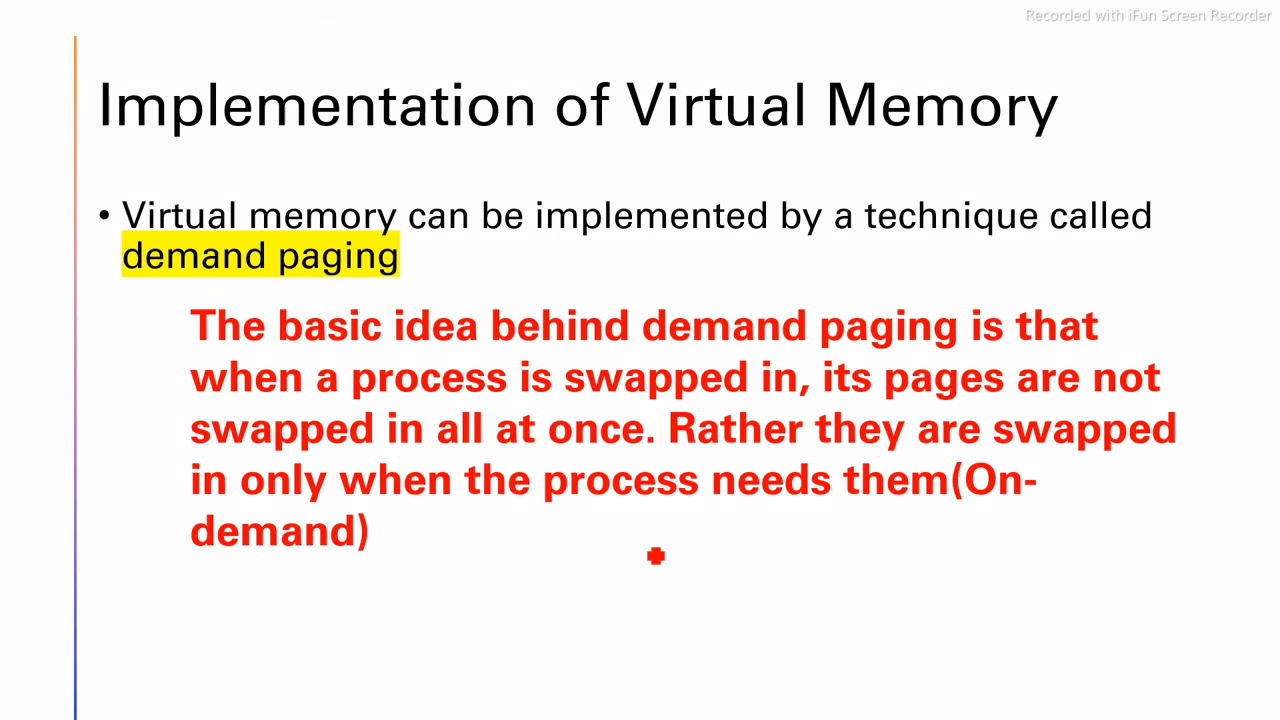 Recorded with iFun Screen Recorder
Implementation of Virtual Memory
• Virtual memory can be implemented by a technique called
demand paging
The basic idea behind demand paging is that
when a process is swapped in, its pages are not
swapped in all at once. Rather they are swapped
in only when the process needs them(On-
demand)